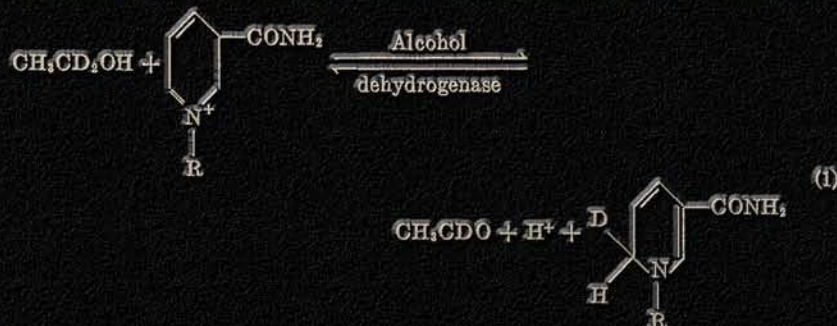 CH₃CD₂OH + N⁺ R CONH₂ Alcohol
dehydrogenase
(1)
CH₃CDO + H⁺ + D H N R CONH₂